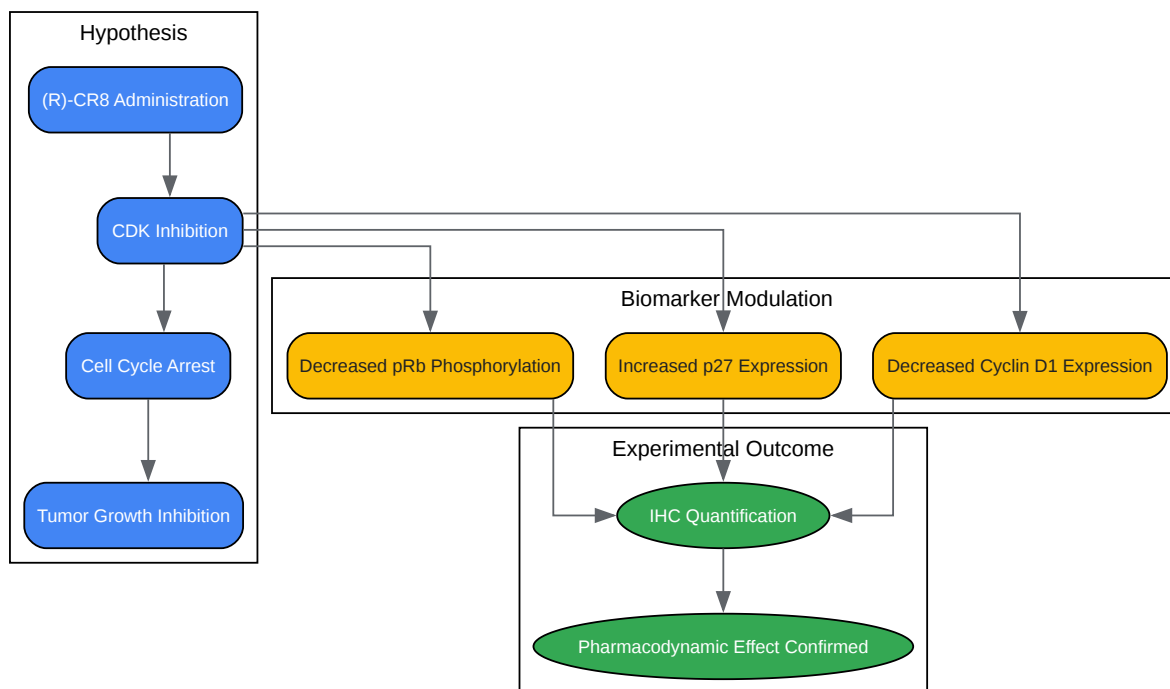 Hypothesis
(R)-CR8 Administration
CDK Inhibition
Cell Cycle Arrest
Tumor Growth Inhibition
Biomarker Modulation
Decreased pRb Phosphorylation
Increased p27 Expression
Decreased Cyclin D1 Expression
Experimental Outcome
IHC Quantification
Pharmacodynamic Effect Confirmed